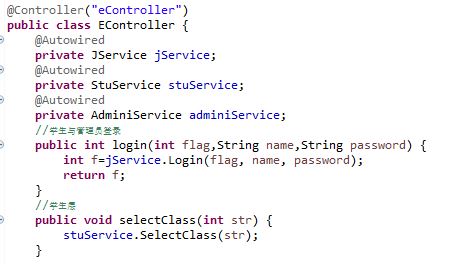 @Controller("eController")
public class EController {
@Autowired
private JService jService;
@Autowired
private StuService stuService;
@Autowired
private AdminiService adminiService;
//学生与管理员登录
public int login(int flag,String name,String password) {
int f=jService.Login(flag, name, password);
return f;
}
//学生层
public void selectClass(int str) {
stuService.SelectClass(str);
}